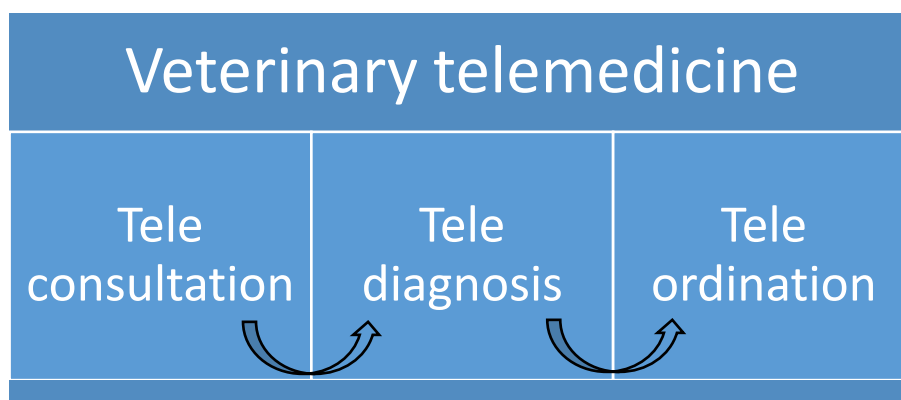 Veterinary telemedicine
Tele
consultation
Tele
diagnosis
Tele
ordination